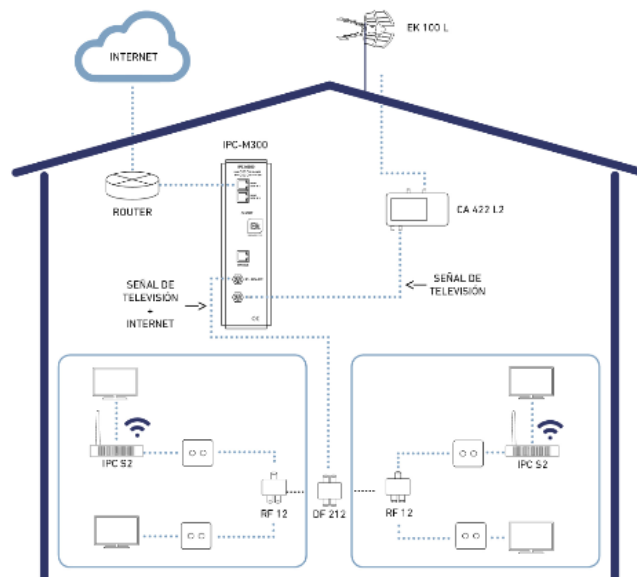 INTERNET
EK 100 L
IPC-M300
ROUTER
CA 422 L2
SEÑAL DE
TELEVISIÓN
+
INTERNET
SEÑAL DE
TELEVISIÓN
IPC S2
IPC S2
RF 12
DF 212
RF 12